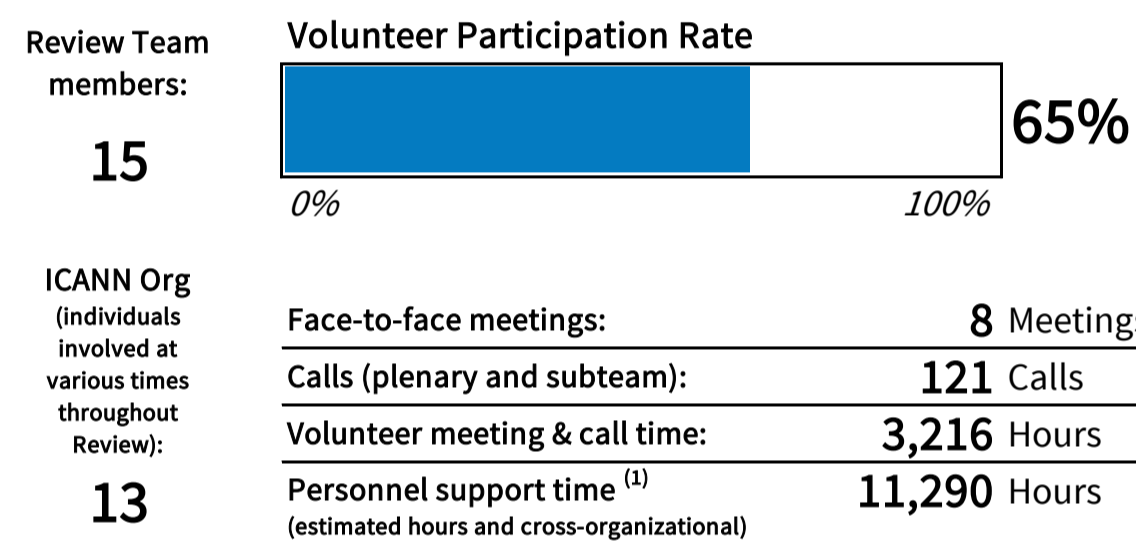 Review Team
members:
15
Volunteer Participation Rate
65%
0%
100%
ICANN Org
(individuals
involved at
various times
throughout
Review):
13
Face-to-face meetings: 8 Meetings
Calls (plenary and subteam): 121 Calls
Volunteer meeting & call time: 3,216 Hours
Personnel support time (1) 11,290 Hours
(estimated hours and cross-organizational)